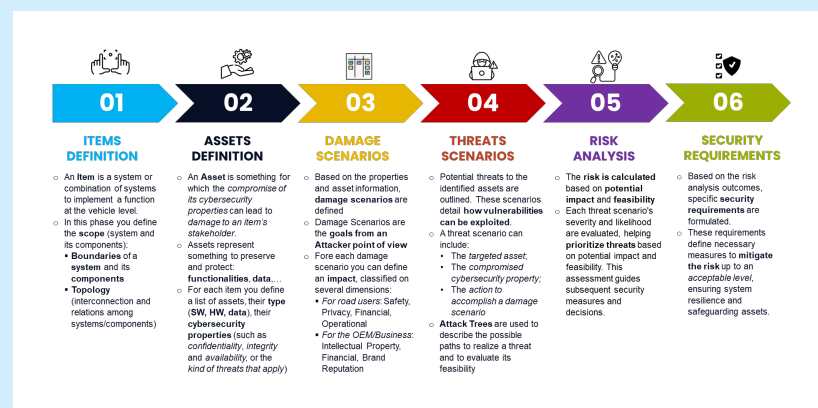 01
ITEMS
DEFINITION
o An Item is a system or
combination of systems
to implement a function
at the vehicle level.
o In this phase you define
the scope (system and
its components):
▪ Boundaries of a
system and its
components
▪ Topology
(interconnection and
relations among
systems/components)
02
ASSETS
DEFINITION
o An Asset is something for
which the compromise of
its cybersecurity
properties can lead to
damage to an item's
stakeholder.
o Assets represent
something to preserve
and protect:
functionalities, data,...
o For each item you define
a list of assets, their type
(SW, HW, data), their
cybersecurity
properties (such as
confidentiality, integrity
and availability, or the
kind of threats that apply)
03
DAMAGE
SCENARIOS
o Based on the properties
and asset information,
damage scenarios are
defined
o Damage Scenarios are
the goals from an
Attacker point of view
o Fore each damage
scenario you can define
an impact, classified on
several dimensions:
▪ For road users: Safety,
Privacy, Financial,
Operational
▪ For the OEM/Business:
Intellectual Property,
Financial, Brand
Reputation
04
THREATS
SCENARIOS
o Potential threats to the
identified assets are
outlined. These scenarios
detail how vulnerabilities
can be exploited.
o A threat scenario can
include:
• The targeted asset;
• The compromised
cybersecurity property;
• The action to
accomplish a damage
scenario
o Attack Trees are used to
describe the possible
paths to realize a threat
and to evaluate its
feasibility
05
RISK
ANALYSIS
o The risk is calculated
based on potential
impact and feasibility
o Each threat scenario's
severity and likelihood
are evaluated, helping
prioritize threats based
on potential impact and
feasibility. This
assessment guides
subsequent security
measures and
decisions.
06
SECURITY
REQUIREMENTS
o Based on the risk
analysis outcomes,
specific security
requirements are
formulated.
o These requirements
define necessary
measures to mitigate
the risk up to an
acceptable level,
ensuring system
resilience and
safeguarding assets.